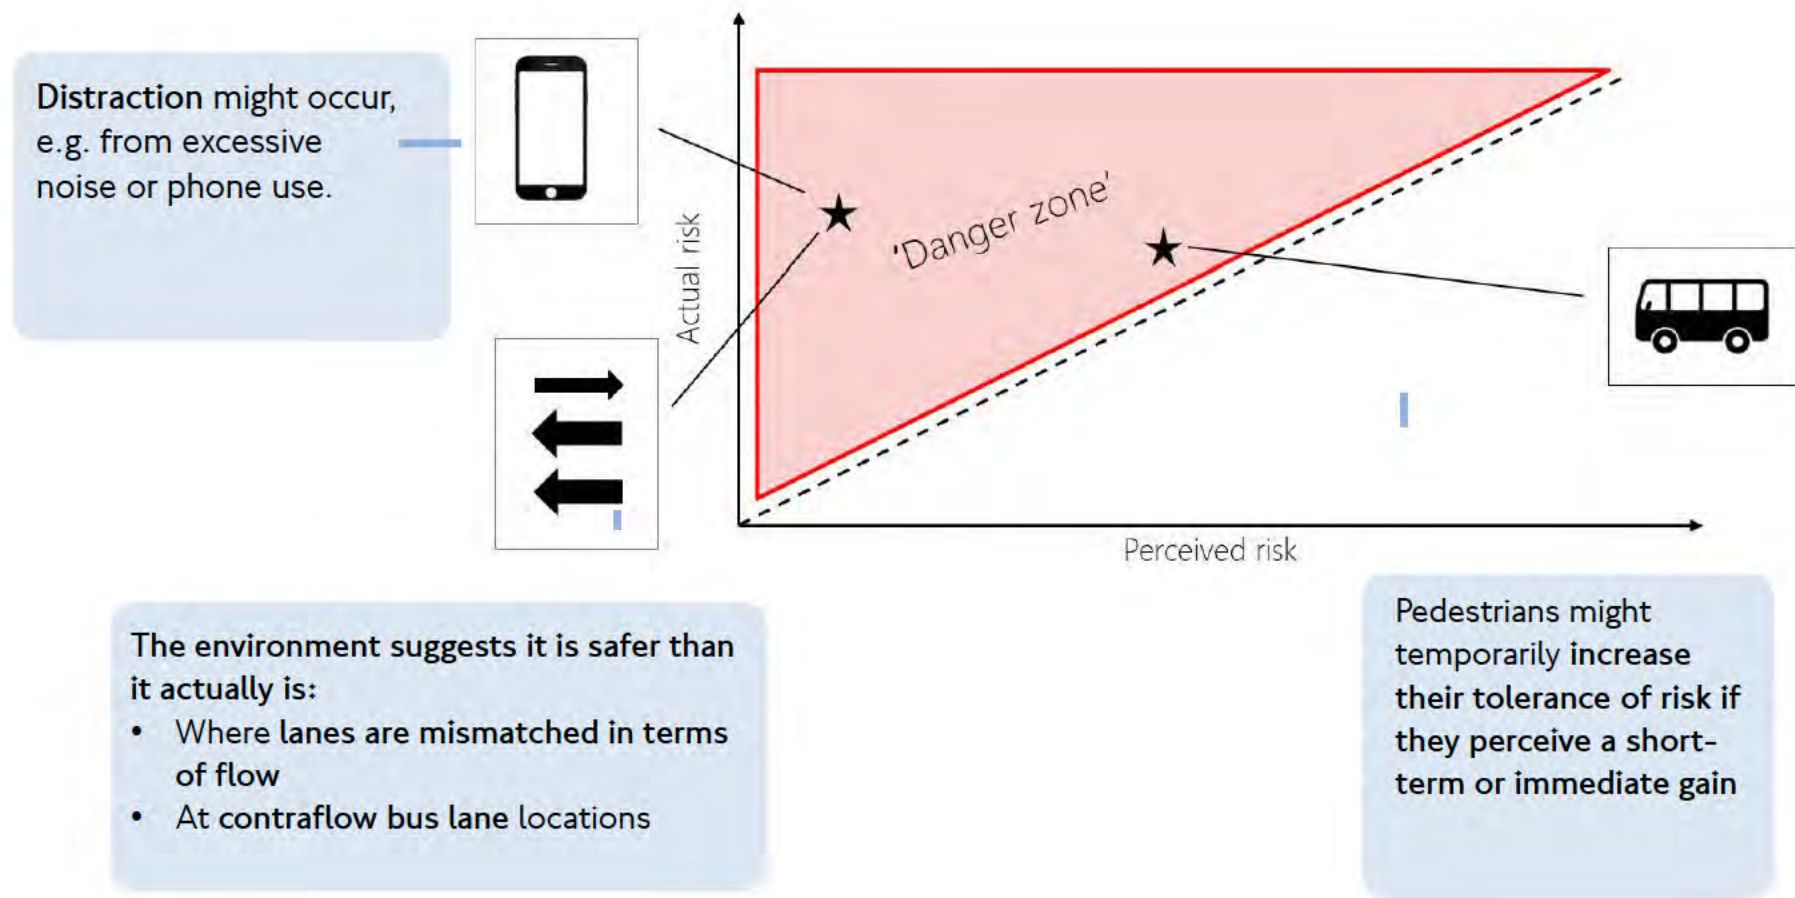 Distraction might occur,
e.g. from excessive
noise or phone use.
Actual risk
'Danger zone'
Perceived risk
The environment suggests it is safer than
it actually is:
• Where lanes are mismatched in terms
of flow
• At contraflow bus lane locations
Pedestrians might
temporarily increase
their tolerance of risk if
they perceive a short-
term or immediate gain